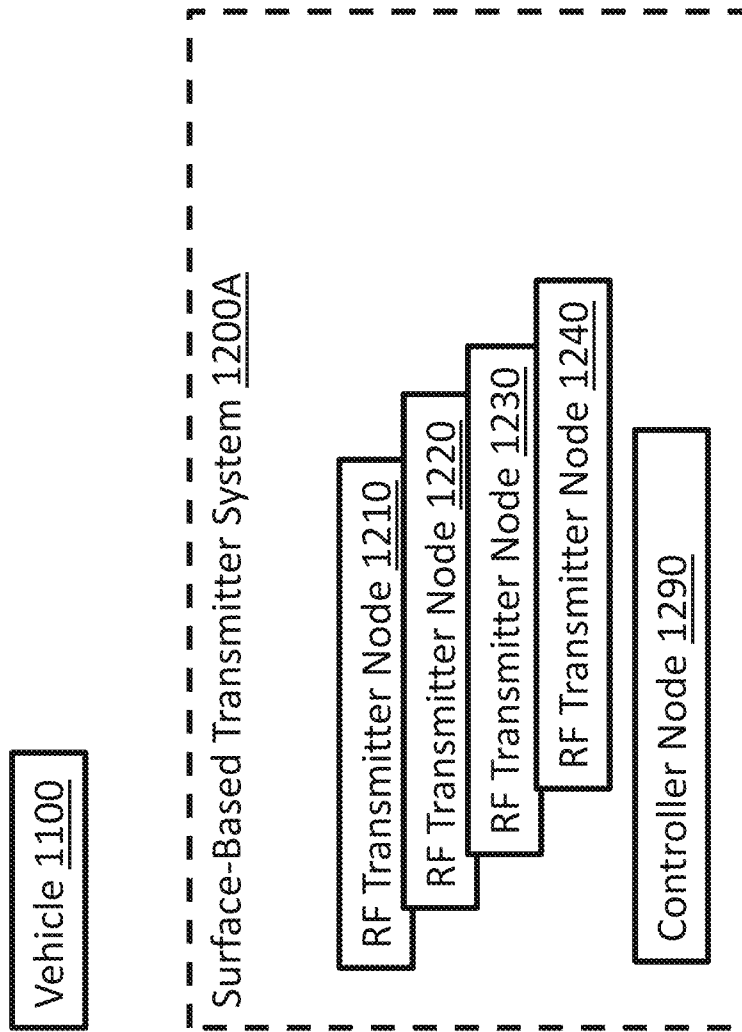 Vehicle 1100
Surface-Based Transmitter System 1200A
RF Transmitter Node 1210
RF Transmitter Node 1220
RF Transmitter Node 1230
RF Transmitter Node 1240
Controller Node 1290